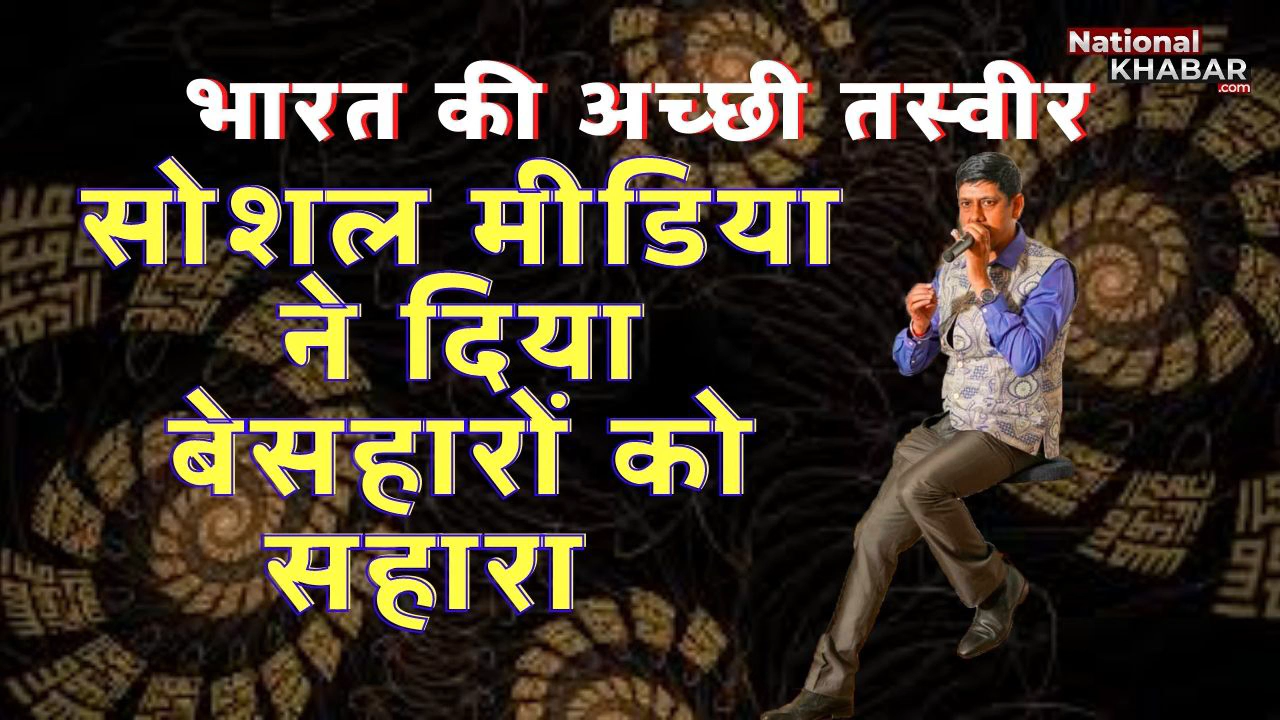 National
KHABAR
.com
भारत की अच्छी तस्वीर
सोशल मीडिया
ने दिया
बेसहारों को
सहारा